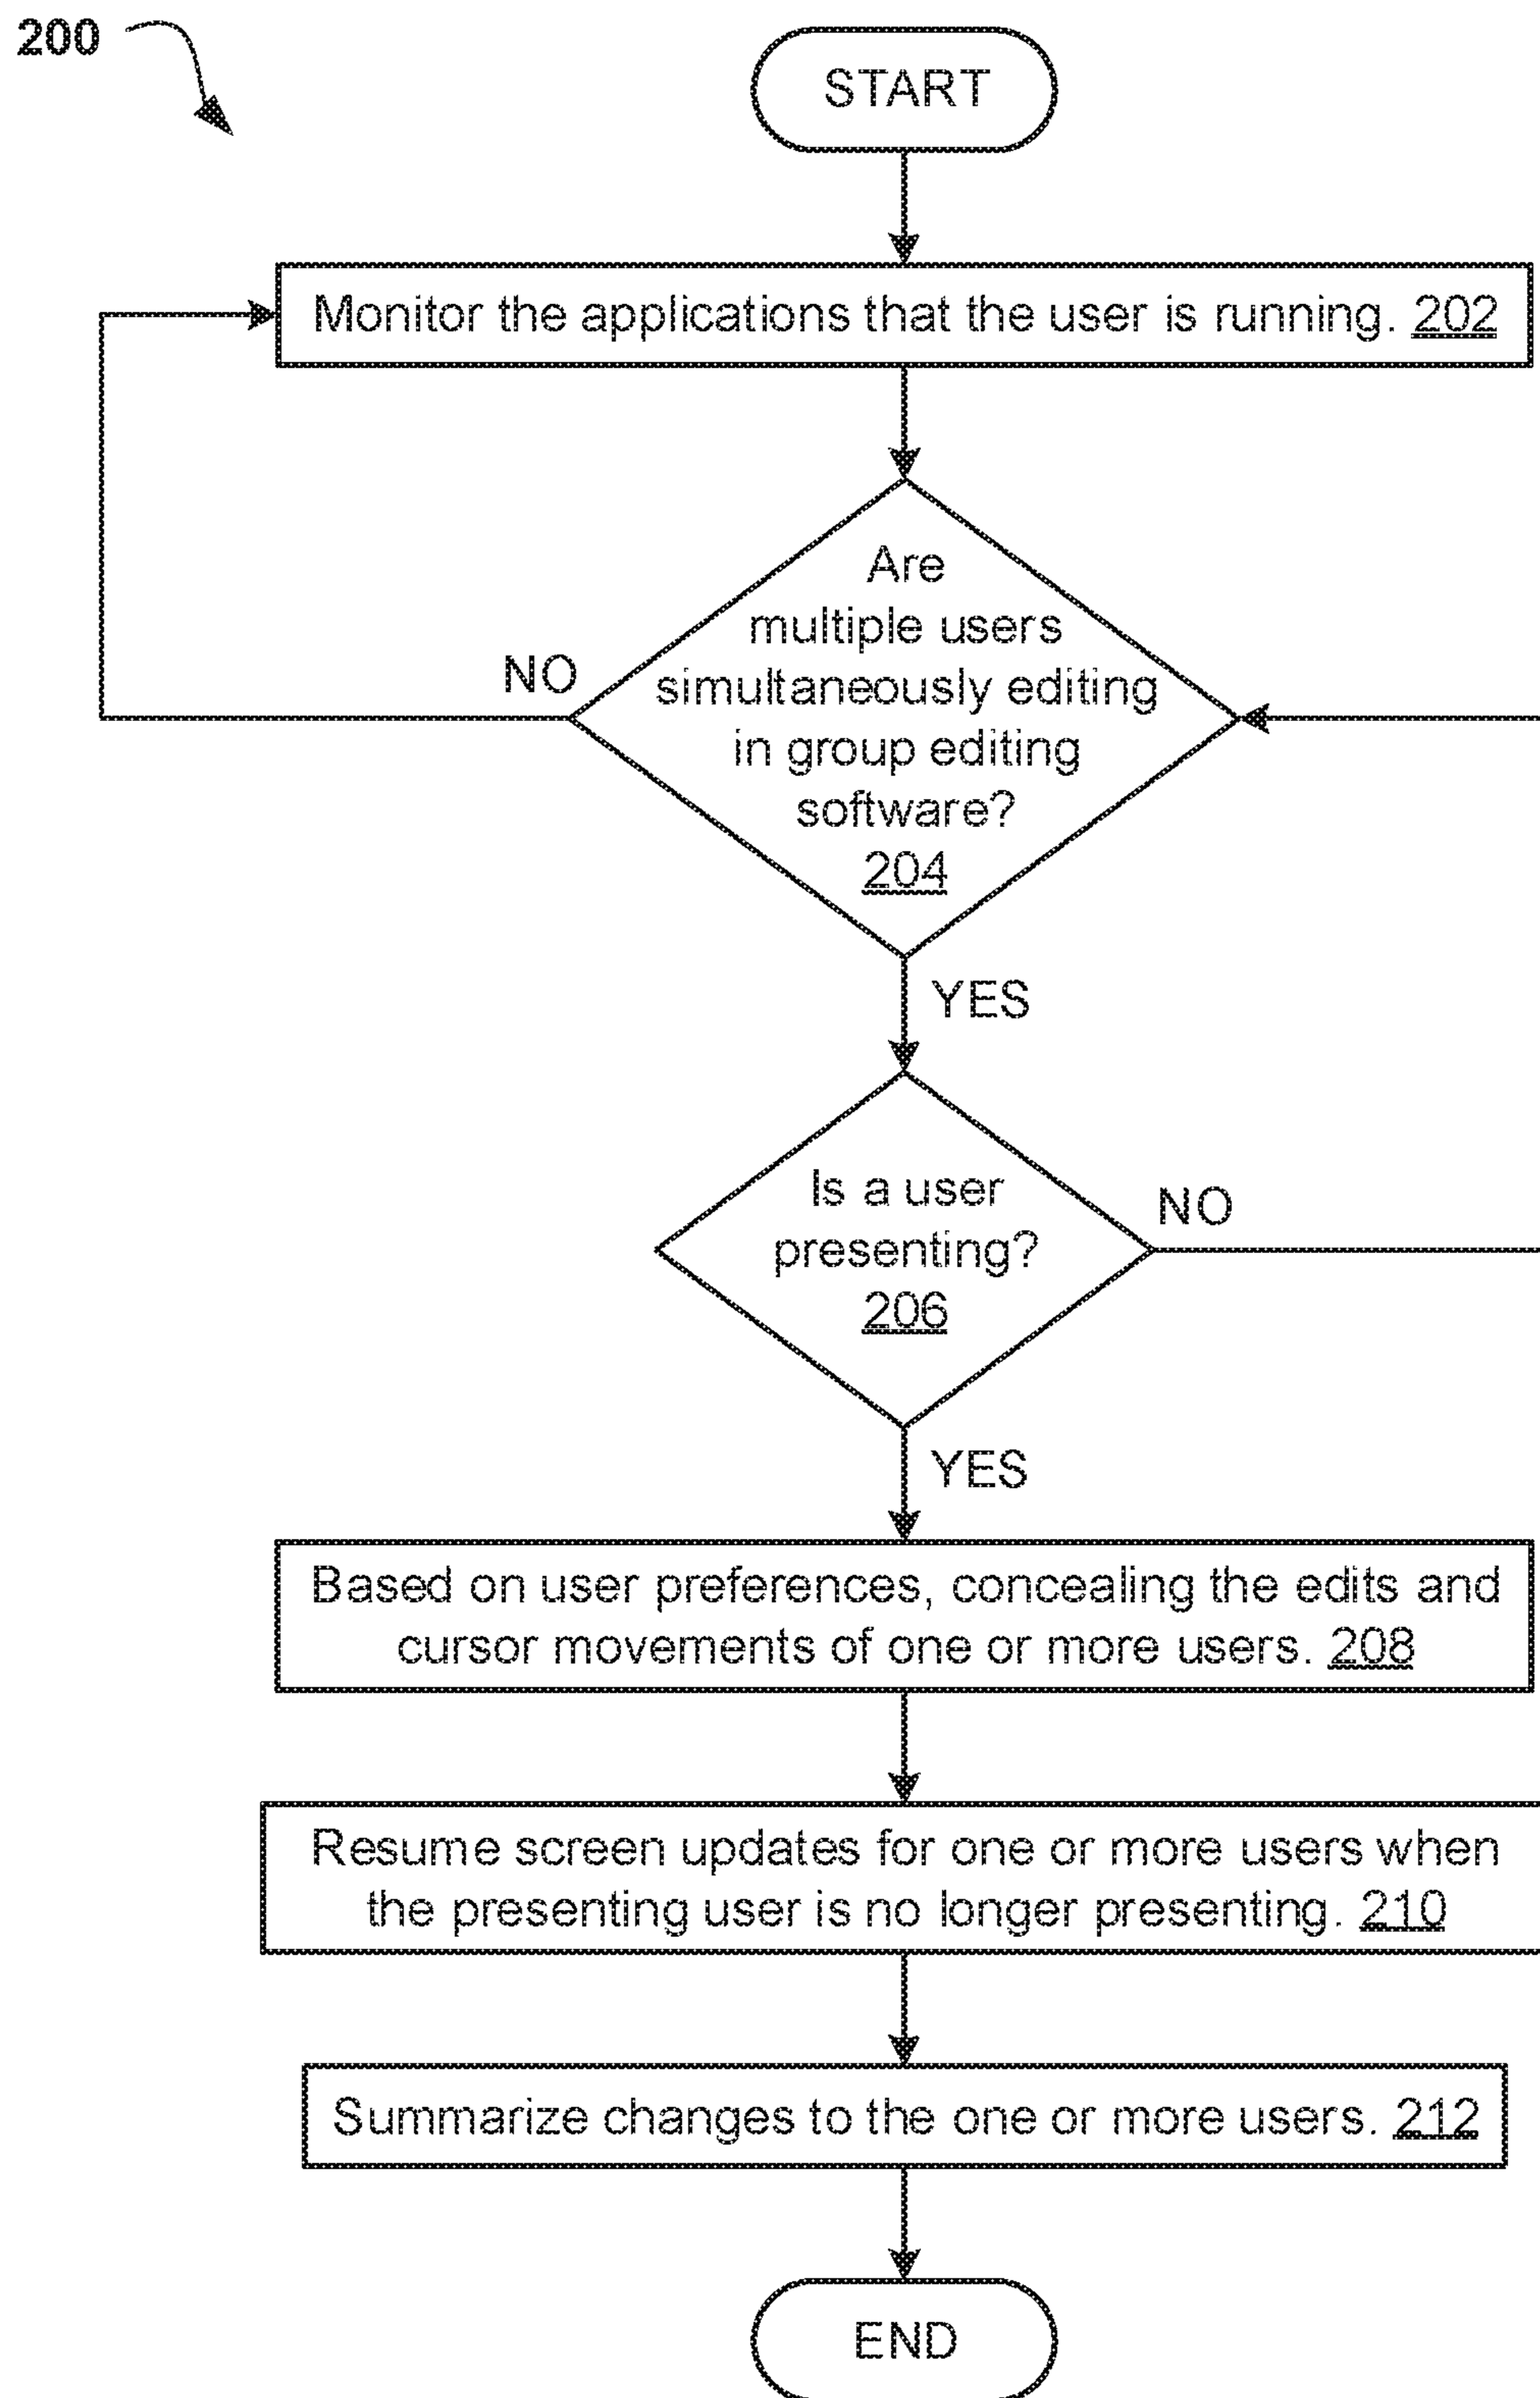 200
START
Monitor the applications that the user is running. 202
Are
multiple users
simultaneously editing
in group editing
software?
204
NO
YES
Is a user
presenting?
206
NO
YES
Based on user preferences, concealing the edits and
cursor movements of one or more users. 208
Resume screen updates for one or more users when
the presenting user is no longer presenting. 210
Summarize changes to the one or more users. 212
END